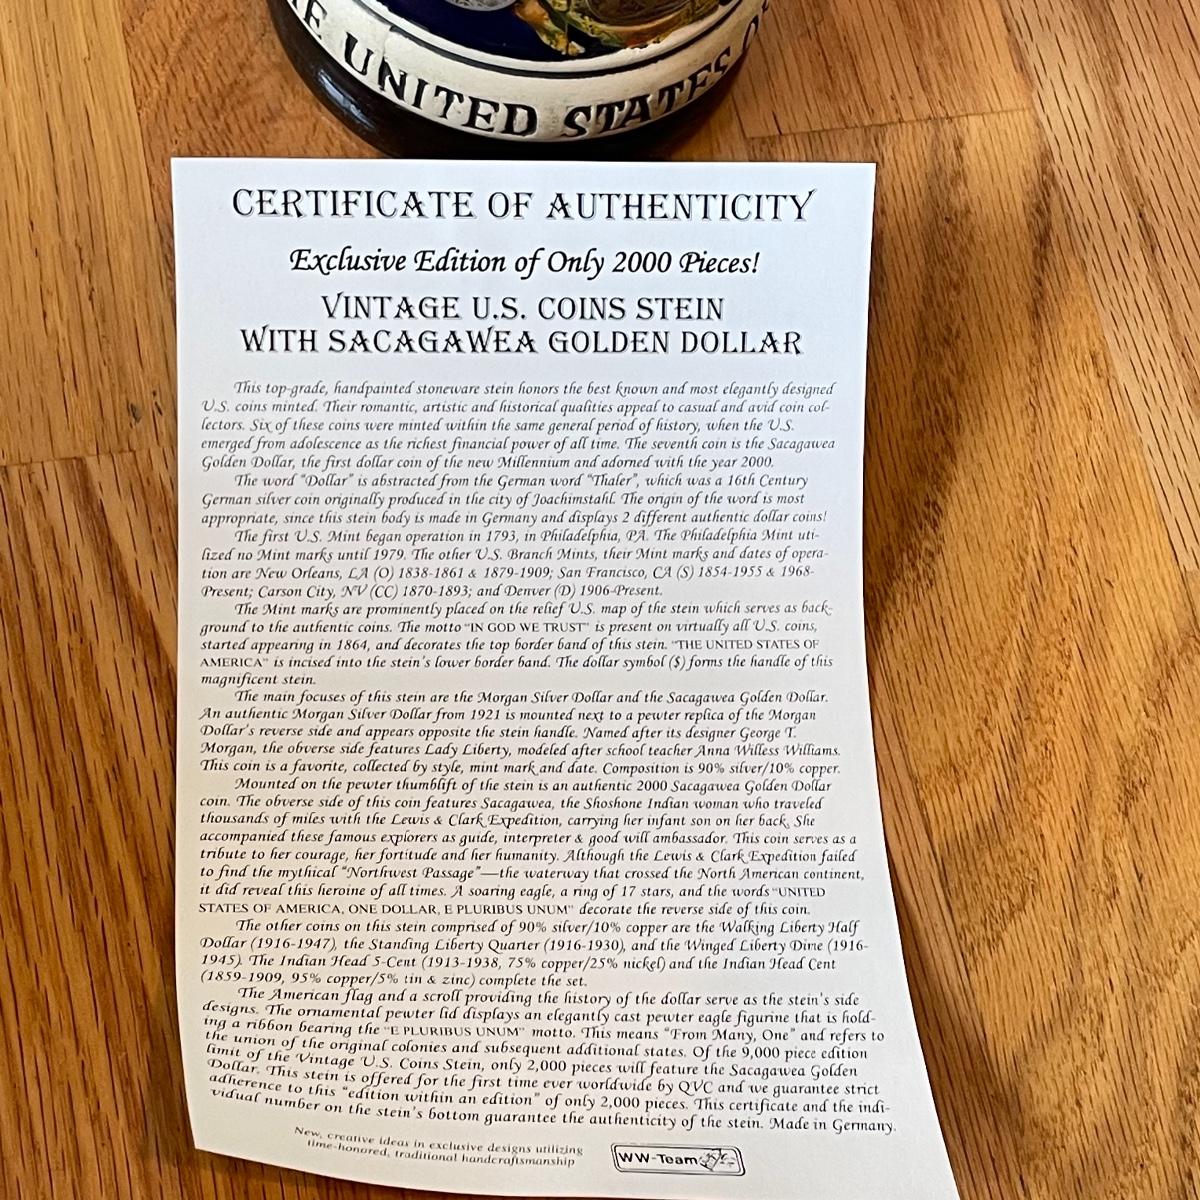 E UNITED STATES O
CERTIFICATE OF AUTHENTICITY
Exclusive Edition of Only 2000 Pieces!
VINTAGE U.S. COINS STEIN
WITH SACAGAWEA GOLDEN DOLLAR
This top-grade, handpainted stoneware stein honors the best known and most elegantly designed
U.S. coins minted. Their romantic, artistic and historical qualities appeal to casual and avid coin col-
lectors. Six of these coins were minted within the same general period of history, when the U.S.
emerged from adolescence as the richest financial power of all time. The seventh coin is the Sacagawea
Golden Dollar, the first dollar coin of the new Millennium and adorned with the year 2000.
The word "Dollar" is abstracted from the German word "Thaler", which was a 16th Century
German silver coin originally produced in the city of Joachimstahl. The origin of the word is most
appropriate, since this stein body is made in Germany and displays 2 different authentic dollar coins!
The first U.S. Mint began operation in 1793, in Philadelphia, PA. The Philadelphia Mint uti-
lized no Mint marks until 1979. The other U.S. Branch Mints, their Mint marks and dates of opera-
tion are New Orleans, LA (O) 1838-1861 & 1879-1909; San Francisco, CA (S) 1854-1955 & 1968-
Present; Carson City, NV (CC) 1870-1893; and Denver (D) 1906-Present.
The Mint marks are prominently placed on the relief U.S. map of the stein which serves as back-
ground to the authentic coins. The motto "IN GOD WE TRUST" is present on virtually all U.S. coins,
started appearing in 1864, and decorates the top border band of this stein. "THE UNITED STATES OF
AMERICA" is incised into the stein's lower border band. The dollar symbol ($) forms the handle of this
magnificent stein.
The main focuses of this stein are the Morgan Silver Dollar and the Sacagawea Golden Dollar.
An authentic Morgan Silver Dollar from 1921 is mounted next to a pewter replica of the Morgan
Dollar's reverse side and appears opposite the stein handle. Named after its designer George T.
Morgan, the obverse side features Lady Liberty, modeled after school teacher Anna Willess Williams.
This coin is a favorite, collected by style, mint mark and date. Composition is 90% silver/10% copper.
Mounted on the pewter thumblift of the stein is an authentic 2000 Sacagawea Golden Dollar
coin. The obverse side of this coin features Sacagawea, the Shoshone Indian woman who traveled
thousands of miles with the Lewis & Clark Expedition, carrying her infant son on her back. She
accompanied these famous explorers as guide, interpreter & good will ambassador. This coin serves as a
tribute to her courage, her fortitude and her humanity. Although the Lewis & Clark Expedition failed
to find the mythical "Northwest Passage"—the waterway that crossed the North American continent,
it did reveal this heroine of all times. A soaring eagle, a ring of 17 stars, and the words "UNITED
STATES OF AMERICA, ONE DOLLAR, E PLURIBUS UNUM" decorate the reverse side of this coin.
The other coins on this stein comprised of 90% silver/10% copper are the Walking Liberty Half
Dollar (1916-1947), the Standing Liberty Quarter (1916-1930), and the Winged Liberty Dime (1916-
1945). The Indian Head 5-Cent (1913-1938, 75% copper/25% nickel) and the Indian Head Cent
(1859-1909, 95% copper/5% tin & zinc) complete the set.
The American flag and a scroll providing the history of the dollar serve as the stein's side
designs. The ornamental pewter lid displays an elegantly cast pewter eagle figurine that is hold-
ing a ribbon bearing the "E PLURIBUS UNUM" motto. This means "From Many, One" and refers to
the union of the original colonies and subsequent additional states. Of the 9,000 piece edition
limit of the Vintage U.S. Coins Stein, only 2,000 pieces will feature the Sacagawea Golden
Dollar. This stein is offered for the first time ever worldwide by QVC and we guarantee strict
adherence to this "edition within an edition" of only 2,000 pieces. This certificate and the indi-
vidual number on the stein's bottom guarantee the authenticity of the stein. Made in Germany.
New, creative ideas in exclusive designs utilizing
time-honored, traditional handcraftsmanship
WW-Team